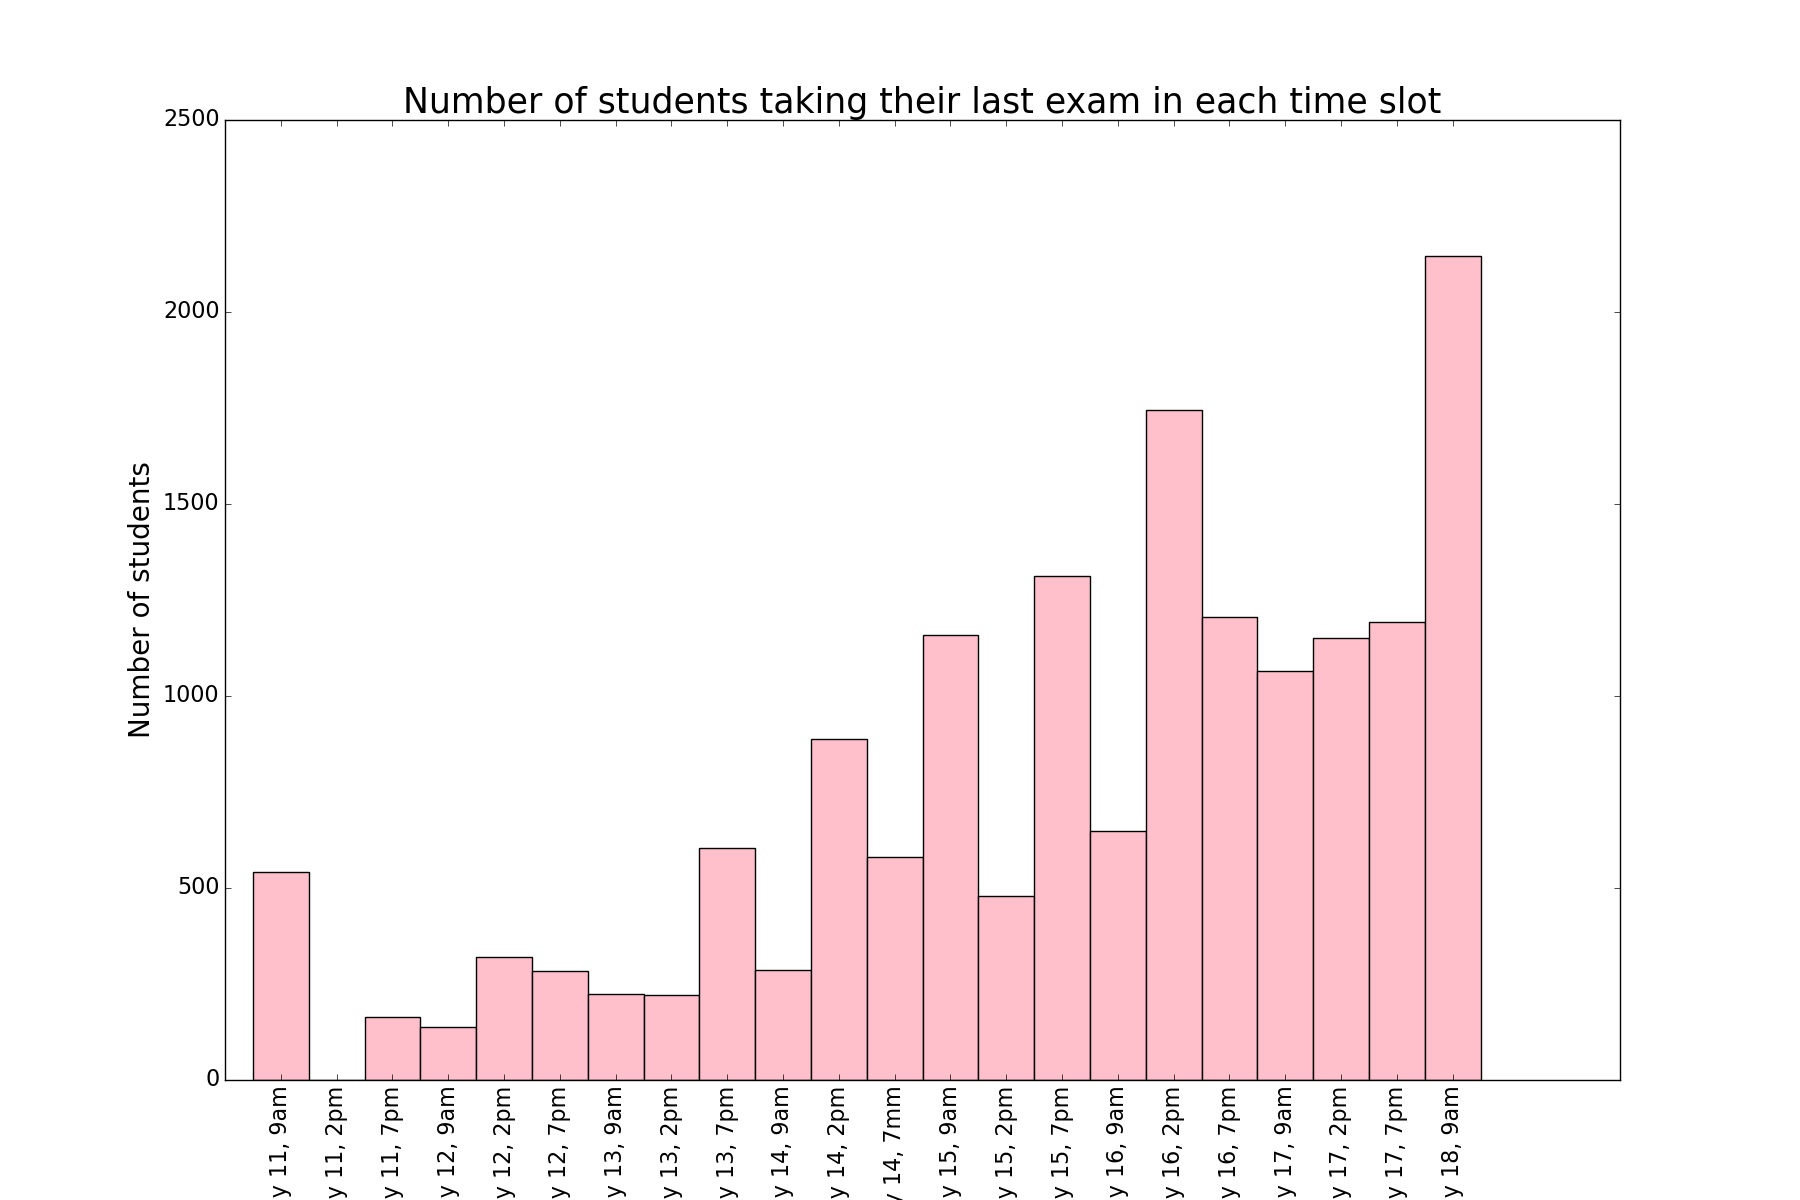 Number of students taking their last exam in each time slot
Number of students
2500
2000
1500
1000
500
0
y 11, 9am
y 11, 2pm
y 11, 7pm
y 12, 9am
y 12, 2pm
y 12, 7pm
y 13, 9am
y 13, 2pm
y 13, 7pm
y 14, 9am
y 14, 2pm
y 14, 7mm
y 15, 9am
y 15, 2pm
y 15, 7pm
y 16, 9am
y 16, 2pm
y 16, 7pm
y 17, 9am
y 17, 2pm
y 17, 7pm
y 18, 9am